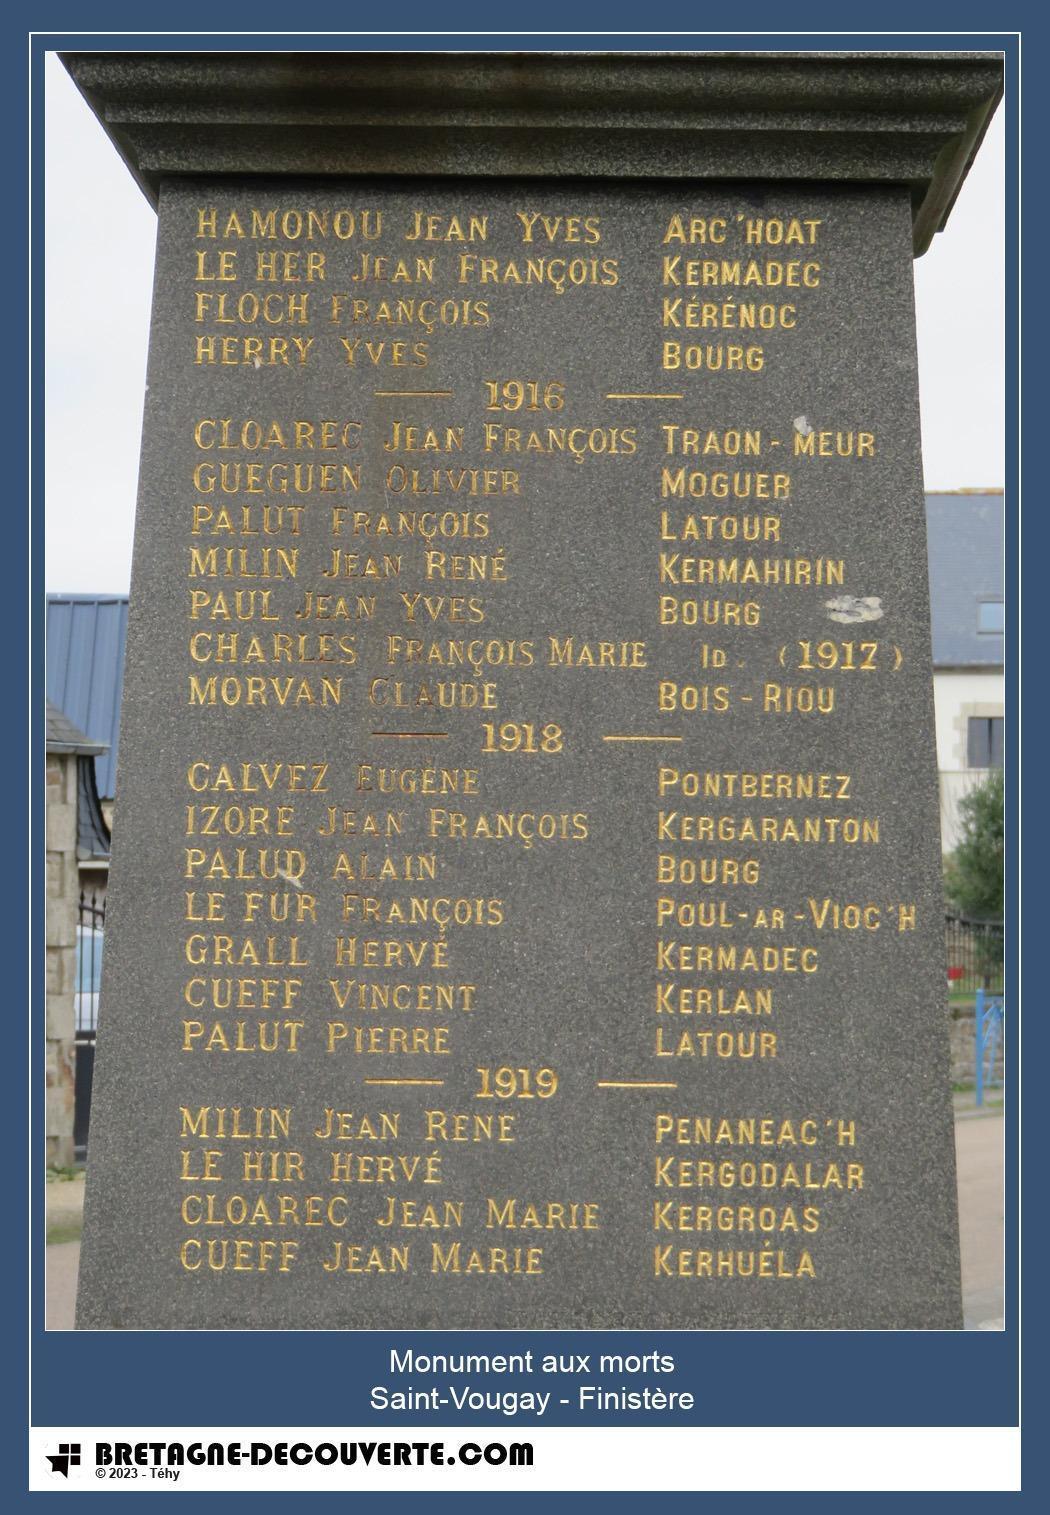 HAMONOU JEAN YVES ARC'HOAT
LE HER JEAN FRANÇOIS KERMADEC
FLOCH FRANÇOIS KÉRÉNOC
HERRY YVES BOURG
1916
CLOAREC JEAN FRANÇOIS TRAON-MEUR
GUEGUEN OLIVIER MOGUER
PALUT FRANÇOIS LATOUR
MILIN JEAN RENÉ KERMAHIRIN
PAUL JEAN YVES BOURG
CHARLES FRANÇOIS MARIE ID. (1917)
MORVAN CLAUDE BOIS-RIOU
1918
CALVEZ EUGÈNE PONTBERNEZ
IZORE JEAN FRANÇOIS KERGARANTON
PALUD ALAIN BOURG
LE FUR FRANÇOIS POUL-AR-VIOC'H
GRALL HERVÉ KERMADEC
CUEFF VINCENT KERLAN
PALUT PIERRE LATOUR
1919
MILIN JEAN RENÉ PENANEAC'H
LE HIR HERVÉ KERGODALAR
CLOAREC JEAN MARIE KERGROAS
CUEFF JEAN MARIE KERHUÉLA
Monument aux morts
Saint-Vougay - Finistère
BRETAGNE-DECOUVERTE.COM
© 2023 - Téhy